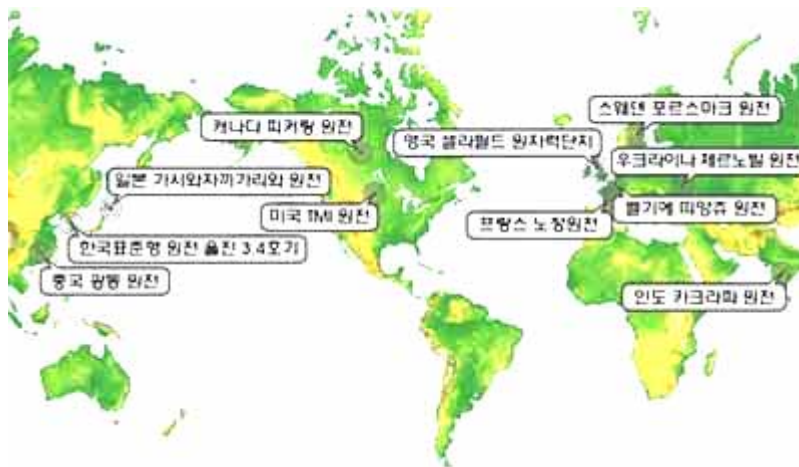 스웨덴 포르스마크 원전
캐나다 피커링 원전
영국 셀라필드 원자력단지
우크라이나 체르노빌 원전
일본 가시와자끼가리와 원전
미국 TMI 원전
벨기에 띠앙쥬 원전
프랑스 노장원전
한국표준형 원전 울진 3.4호기
중국 광동 원전
인도 카크라파 원전